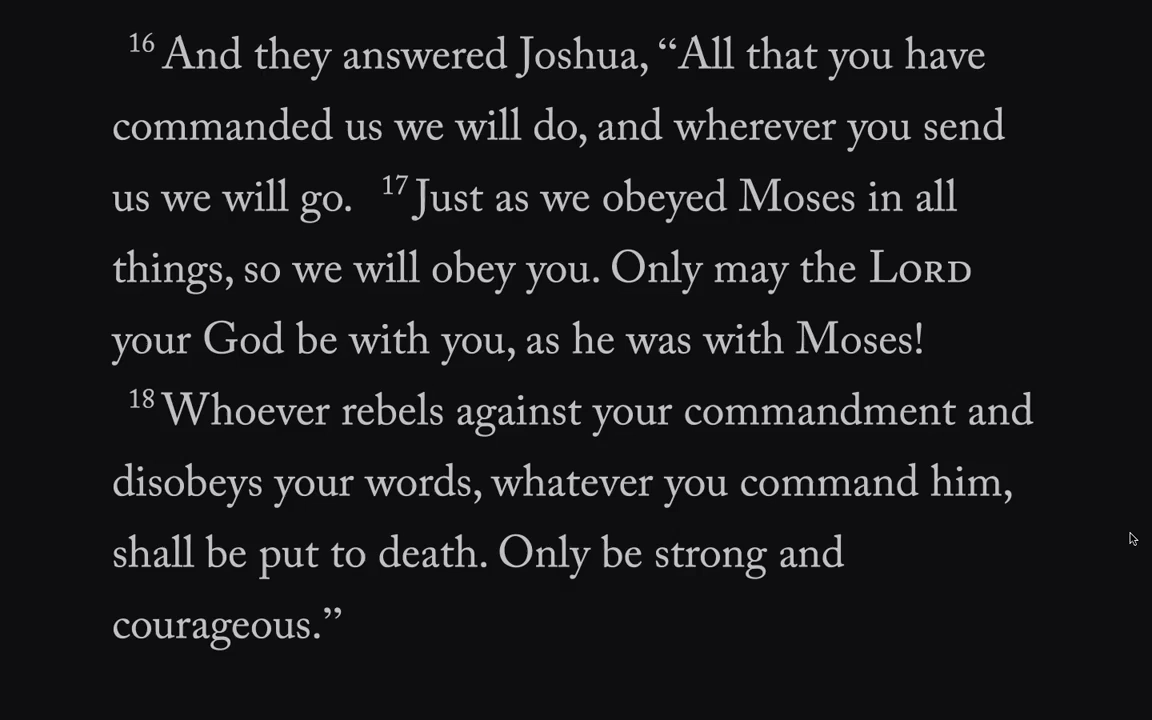 16 And they answered Joshua, “All that you have
commanded us we will do, and wherever you send
us we will go. 17 Just as we obeyed Moses in all
things, so we will obey you. Only may the LORD
your God be with you, as he was with Moses!
18 Whoever rebels against your commandment and
disobeys your words, whatever you command him,
shall be put to death. Only be strong and
courageous.”